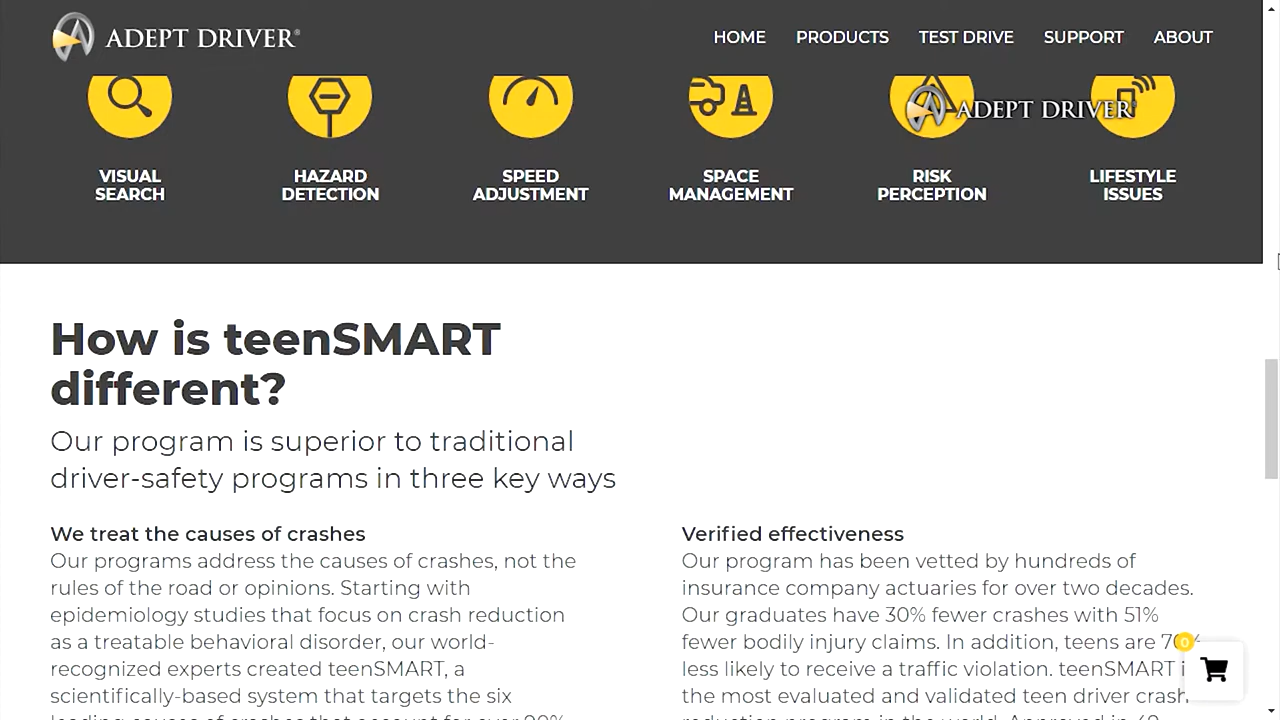 ADEPT DRIVER®
HOME PRODUCTS TEST DRIVE SUPPORT ABOUT
ADEPT DRIVER
VISUAL SEARCH
HAZARD DETECTION
SPEED ADJUSTMENT
SPACE MANAGEMENT
RISK PERCEPTION
LIFESTYLE ISSUES
How is teenSMART
different?
Our program is superior to traditional
driver-safety programs in three key ways
We treat the causes of crashes
Our programs address the causes of crashes, not the
rules of the road or opinions. Starting with
epidemiology studies that focus on crash reduction
as a treatable behavioral disorder, our world-
recognized experts created teenSMART, a
scientifically-based system that targets the six
Verified effectiveness
Our program has been vetted by hundreds of
insurance company actuaries for over two decades.
Our graduates have 30% fewer crashes with 51%
fewer bodily injury claims. In addition, teens are 70%
less likely to receive a traffic violation. teenSMART
the most evaluated and validated teen driver crash
0